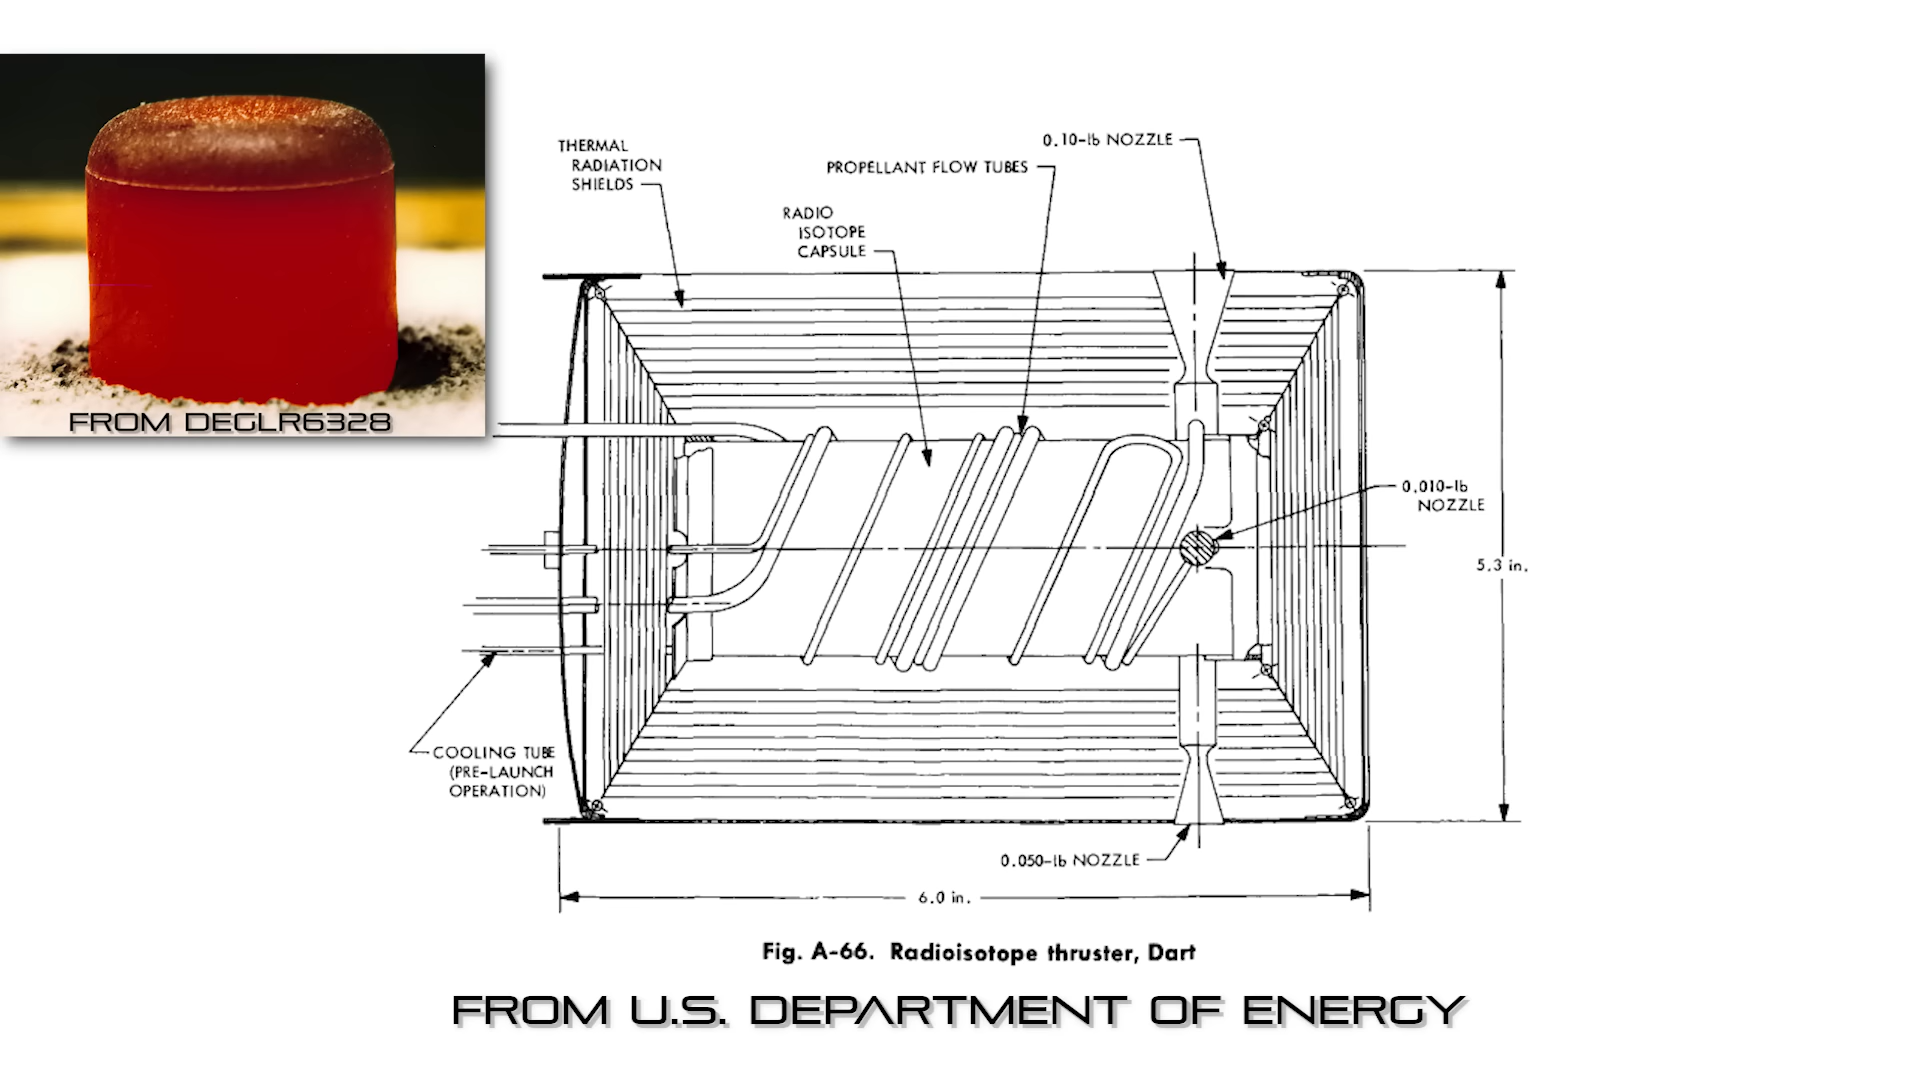 FROM DEGLR6328
THERMAL
RADIATION
SHIELDS
PROPELLANT FLOW TUBES
0.10-lb NOZZLE
RADIO
ISOTOPE
CAPSULE
0.010-lb
NOZZLE
5.3 in.
COOLING TUBE
(PRE-LAUNCH
OPERATION)
0.050-lb NOZZLE
6.0 in.
Fig. A-66. Radioisotope thruster, Dart
FROM U.S. DEPARTMENT OF ENERGY